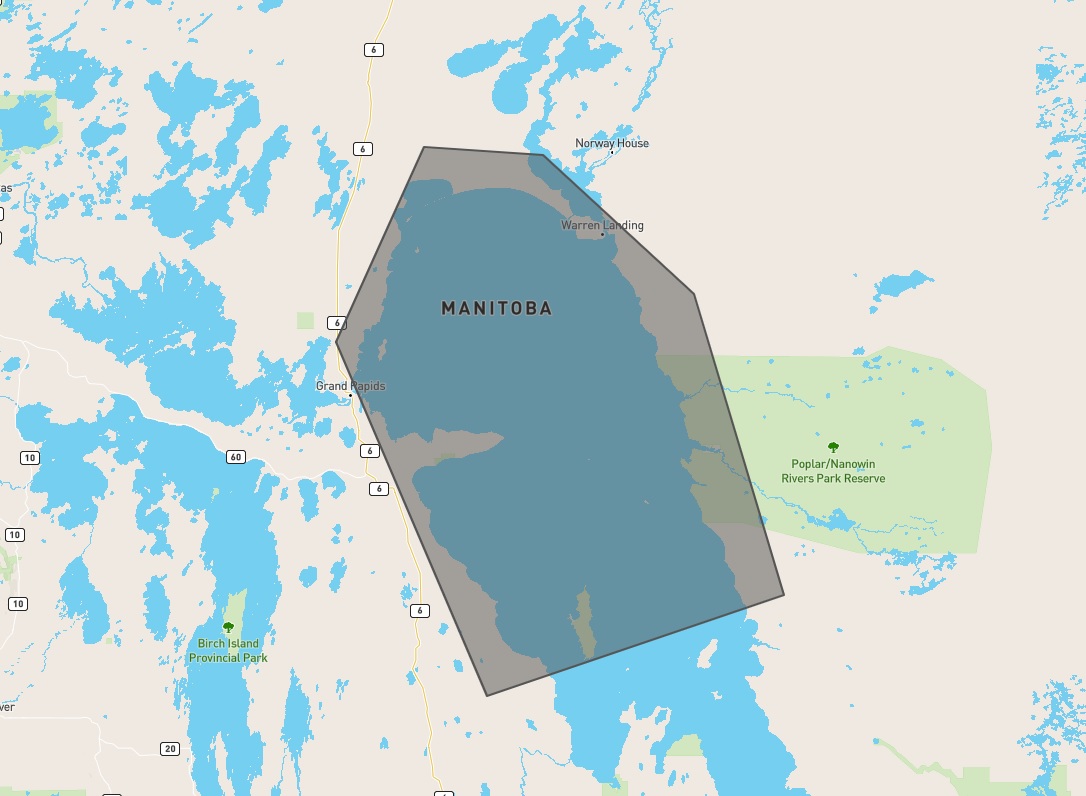 6
6
Norway House
as
Warren Landing
MANITOBA
6
Grand Rapids
6
10
60
Poplar/Nanowin
Rivers Park Reserve
6
10
10
6
Birch Island
Provincial Park
ver
20